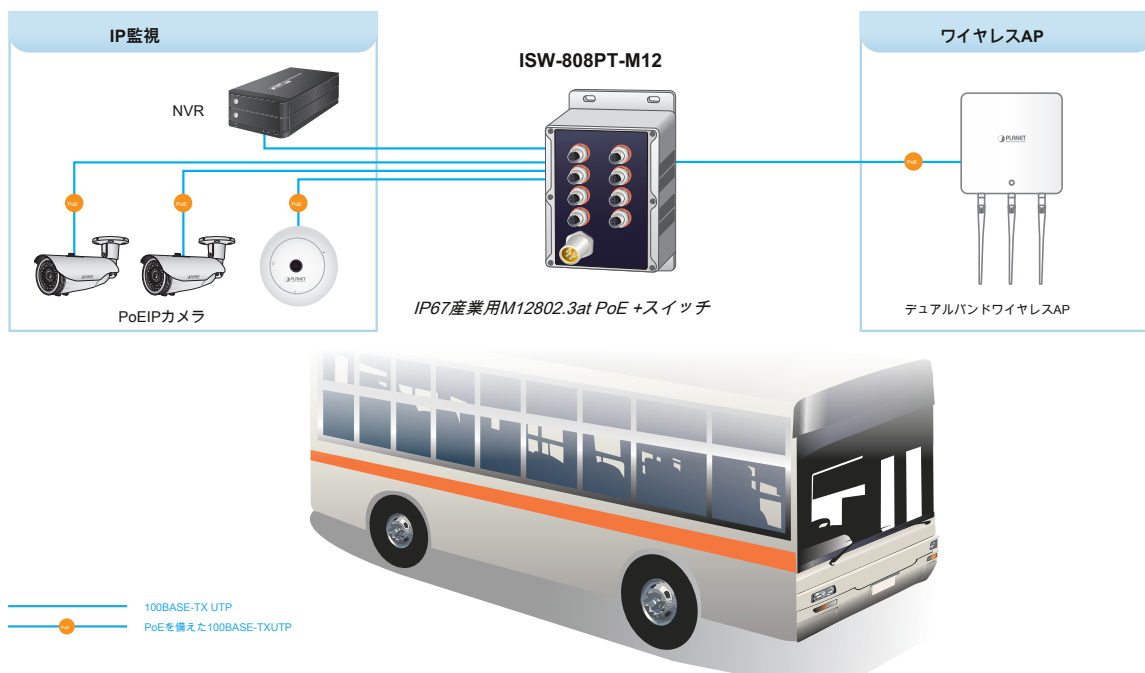 IP監視
ワイヤレスAP
ISW-808PT-M12
NVR
PLANET
PoE
PoE
PoE
PoE
PLANET
PLANET
PLANET
PoEIPカメラ
IP67産業用M12802.3at PoE +スイッチ
デュアルバンドワイヤレスAP
100BASE-TX UTP
PoE
PoEを備えた100BASE-TXUTP